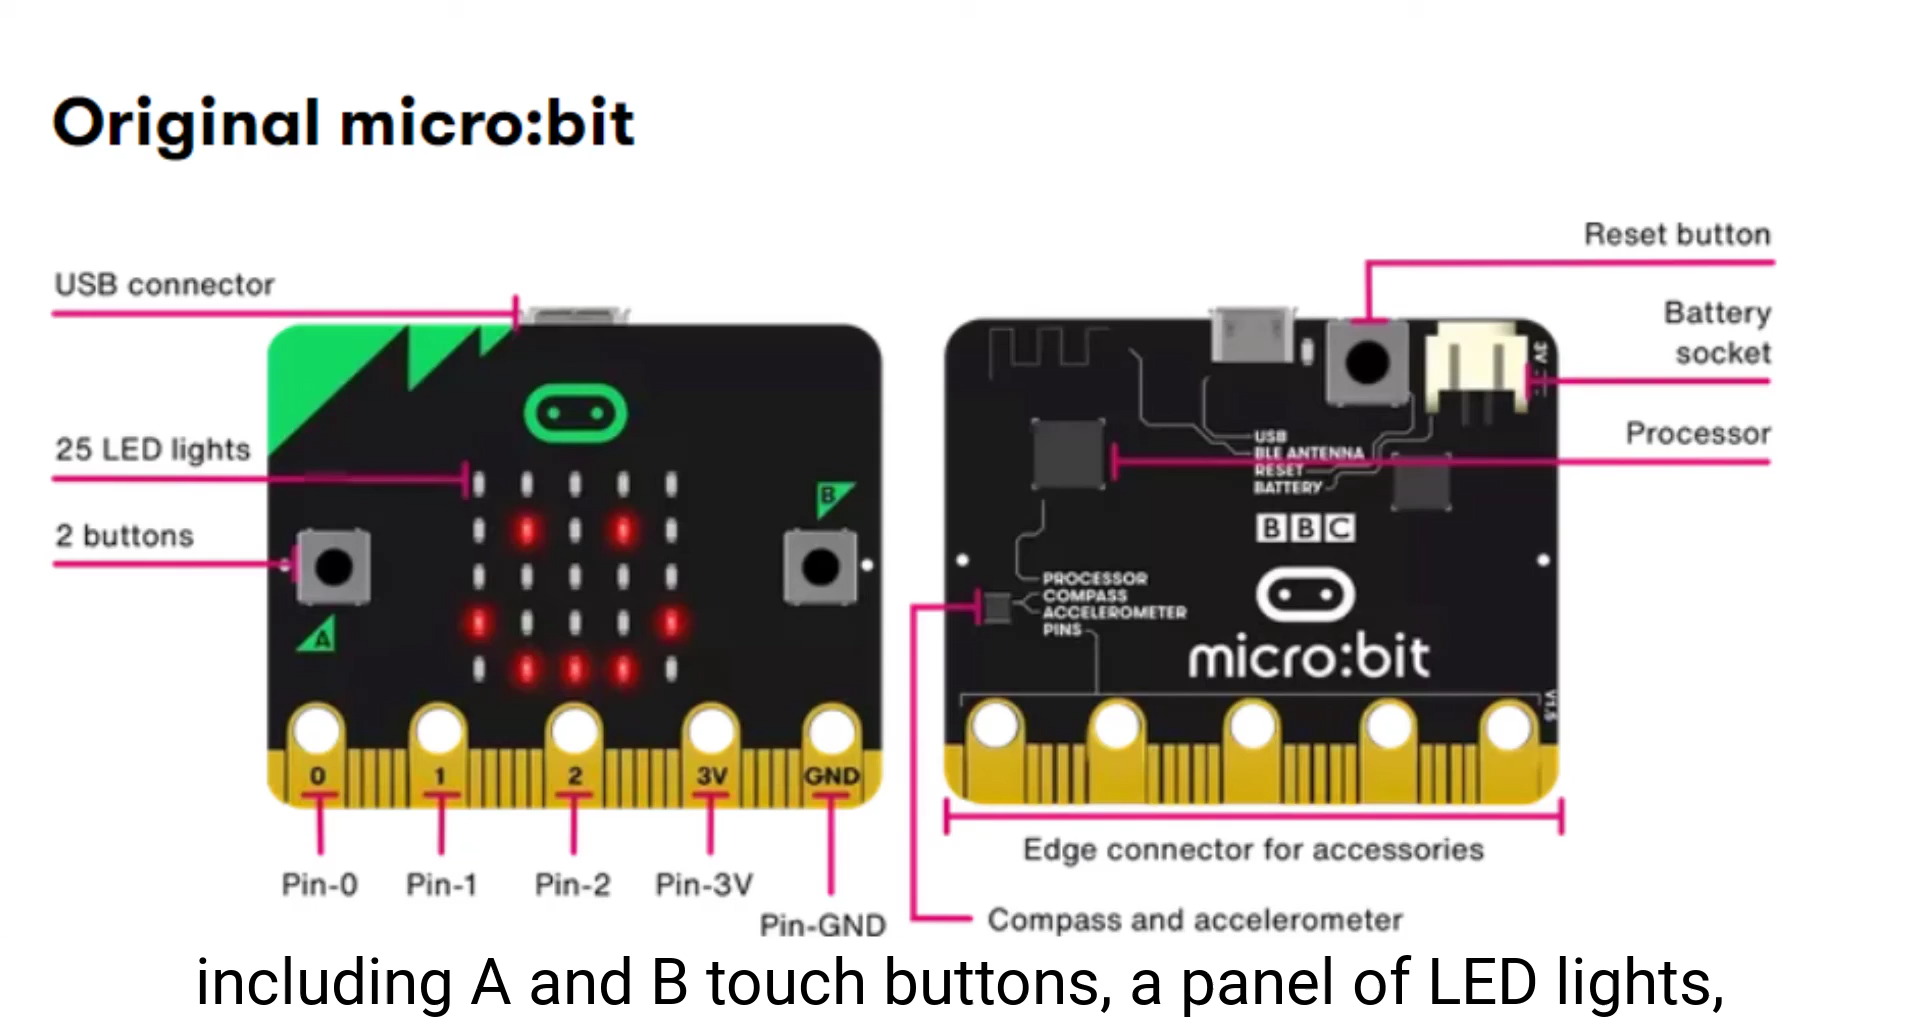 Original micro:bit
USB connector
25 LED lights
2 buttons
A
B
0 1 2 3V GND
Pin-0 Pin-1 Pin-2 Pin-3V
Pin-GND
Reset button
Battery
socket
Processor
3V
USB
BLE ANTENNA
RESET
BATTERY
BBC
PROCESSOR
COMPASS
ACCELEROMETER
PINS
micro:bit
V1.5
Edge connector for accessories
Compass and accelerometer
including A and B touch buttons, a panel of LED lights,